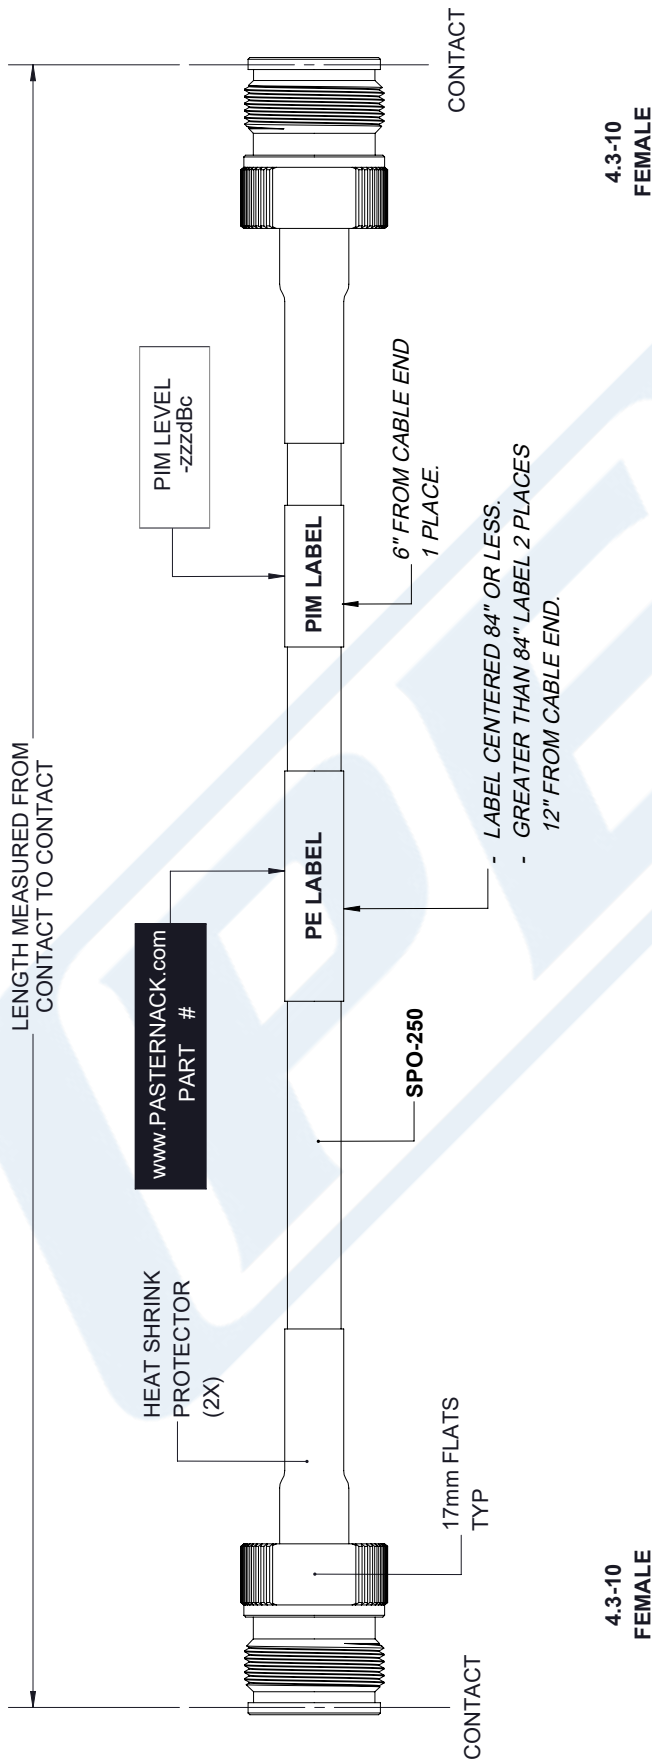 LENGTH MEASURED FROM
CONTACT TO CONTACT
www.PASTERNACK.com
PART #
PIM LEVEL
-zzzdBc
HEAT SHRINK
PROTECTOR
(2X)
PE LABEL
PIM LABEL
6" FROM CABLE END
1 PLACE.
SPO-250
- LABEL CENTERED 84" OR LESS.
- GREATER THAN 84" LABEL 2 PLACES
12" FROM CABLE END.
17mm FLATS
TYP
CONTACT
CONTACT
4.3-10
FEMALE
4.3-10
FEMALE